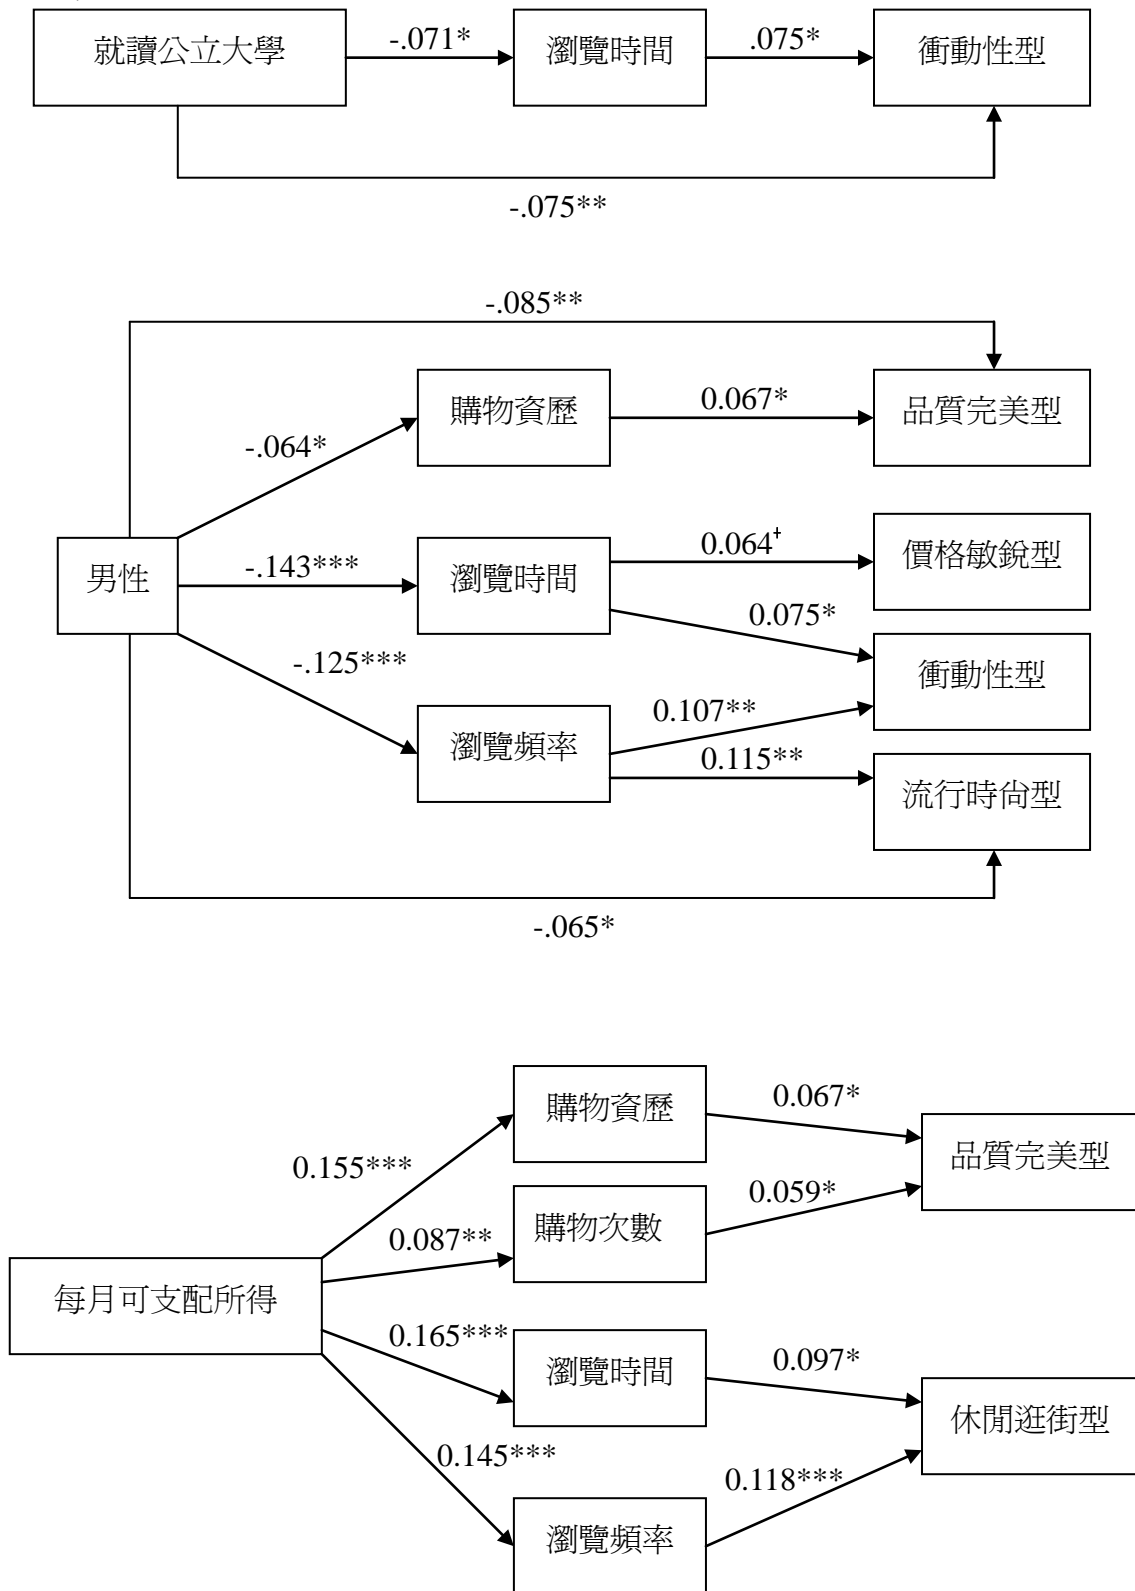 就讀公立大學
-.071*
瀏覽時間
.075*
衝動性型
-.075**
-.085**
購物資歷
0.067*
品質完美型
-.064*
男性
-.143***
瀏覽時間
0.064†
價格敏銳型
0.075*
衝動性型
-.125***
瀏覽頻率
0.107**
0.115**
流行時尚型
-.065*
購物資歷
0.067*
品質完美型
0.155***
購物次數
0.059*
0.087**
每月可支配所得
0.165***
瀏覽時間
0.097*
休閒逛街型
0.145***
瀏覽頻率
0.118***